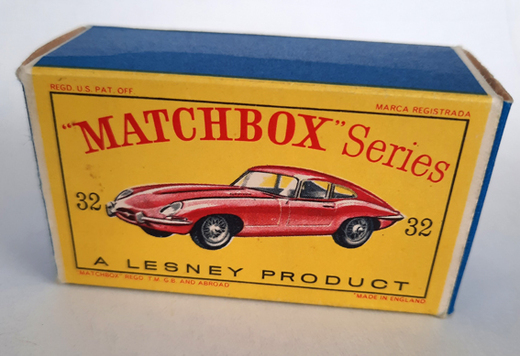 REGD. U.S. PAT. OFF.
MARCA REGISTRADA
"MATCHBOX" Series
32
32
A LESNEY PRODUCT
"MATCHBOX" REGD. T.M. G.B. AND ABROAD
"MADE IN ENGLAND